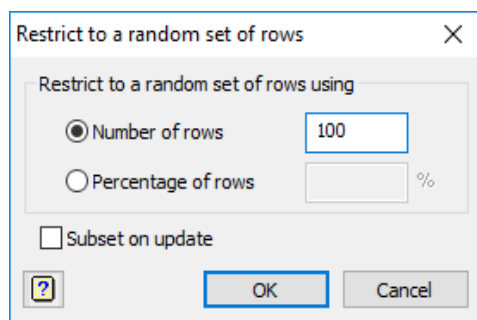 Restrict to a random set of rows
Restrict to a random set of rows using
Number of rows 100
Percentage of rows %
Subset on update
? OK Cancel